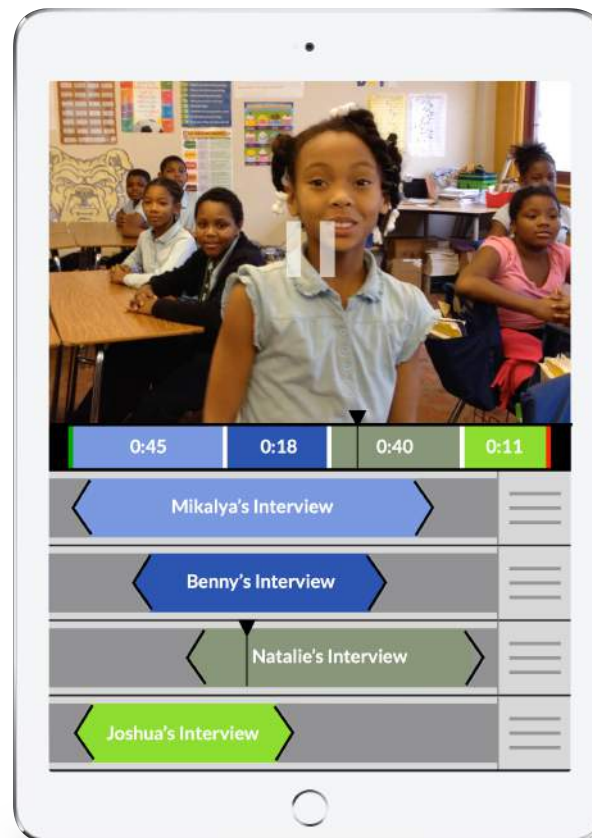 0:45 0:18 0:40 0:11
Mikalya's Interview
Benny's Interview
Natalie's Interview
Joshua's Interview